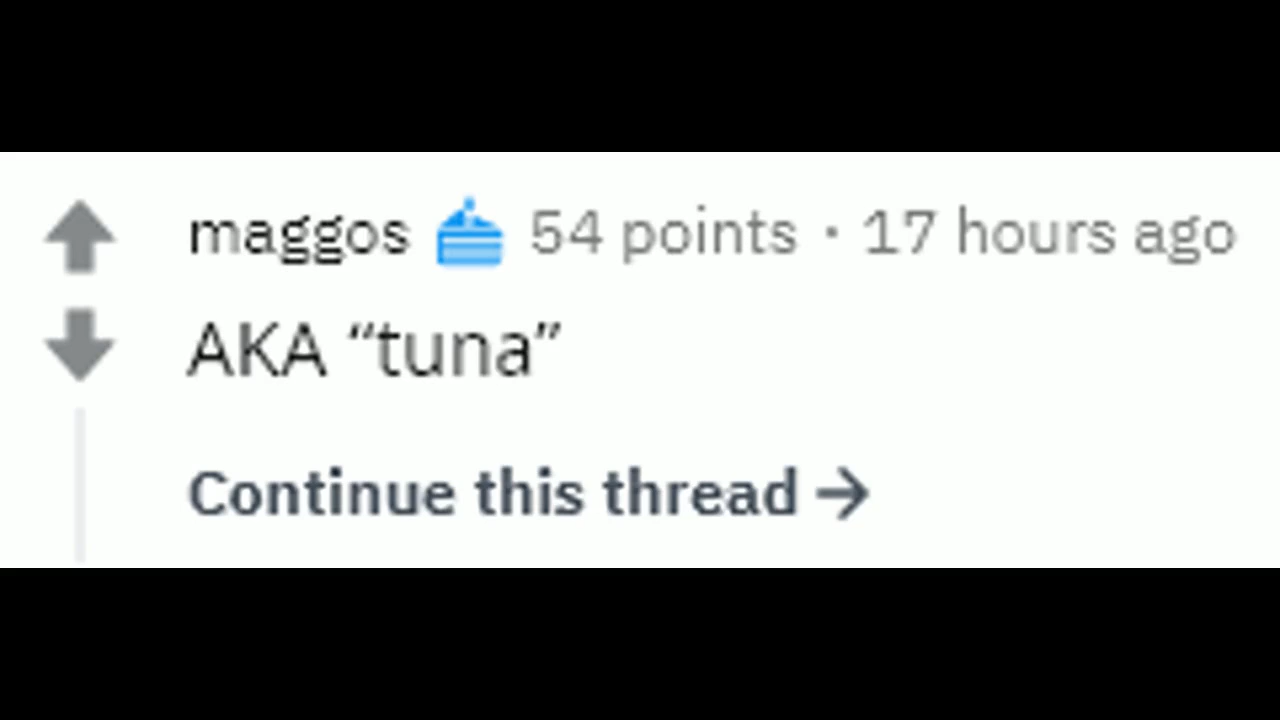 maggos 54 points · 17 hours ago
AKA “tuna”
Continue this thread →